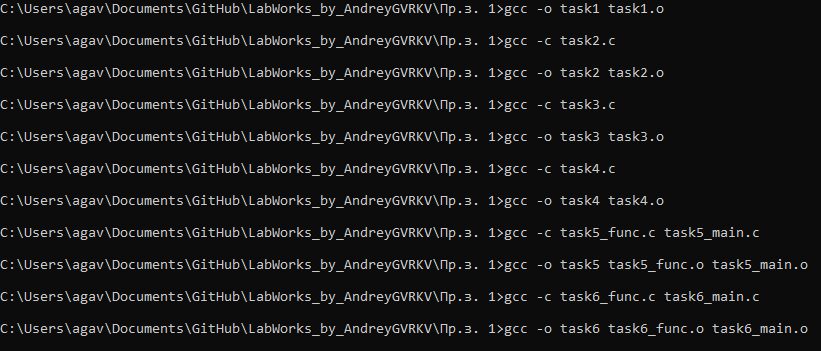 C:\Users\agav\Documents\GitHub\LabWorks_by_AndreyGVRKV\Пр.з. 1>gcc -o task1 task1.o
C:\Users\agav\Documents\GitHub\LabWorks_by_AndreyGVRKV\Пр.з. 1>gcc -c task2.c
C:\Users\agav\Documents\GitHub\LabWorks_by_AndreyGVRKV\Пр.з. 1>gcc -o task2 task2.o
C:\Users\agav\Documents\GitHub\LabWorks_by_AndreyGVRKV\Пр.з. 1>gcc -c task3.c
C:\Users\agav\Documents\GitHub\LabWorks_by_AndreyGVRKV\Пр.з. 1>gcc -o task3 task3.o
C:\Users\agav\Documents\GitHub\LabWorks_by_AndreyGVRKV\Пр.з. 1>gcc -c task4.c
C:\Users\agav\Documents\GitHub\LabWorks_by_AndreyGVRKV\Пр.з. 1>gcc -o task4 task4.o
C:\Users\agav\Documents\GitHub\LabWorks_by_AndreyGVRKV\Пр.з. 1>gcc -c task5_func.c task5_main.c
C:\Users\agav\Documents\GitHub\LabWorks_by_AndreyGVRKV\Пр.з. 1>gcc -o task5 task5_func.o task5_main.o
C:\Users\agav\Documents\GitHub\LabWorks_by_AndreyGVRKV\Пр.з. 1>gcc -c task6_func.c task6_main.c
C:\Users\agav\Documents\GitHub\LabWorks_by_AndreyGVRKV\Пр.з. 1>gcc -o task6 task6_func.o task6_main.o